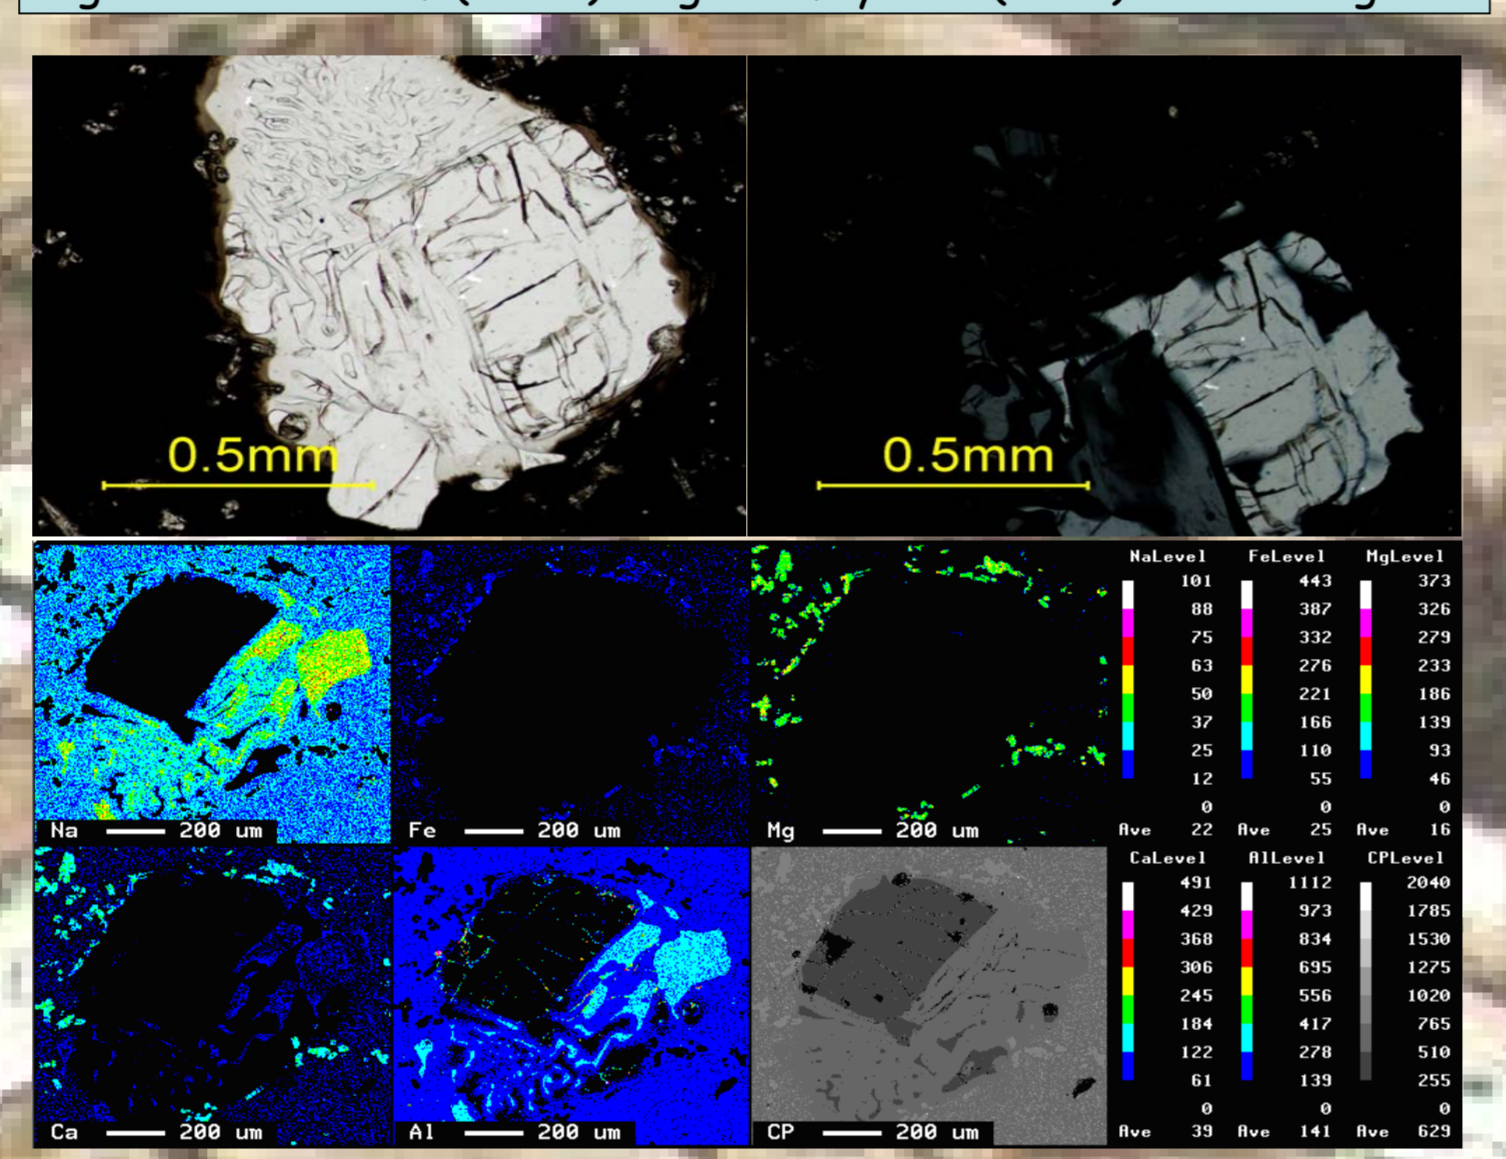 0.5mm
0.5mm
NaLevel FeLevel MgLevel
101 443 373
88 387 326
75 332 279
63 276 233
50 221 186
37 166 139
25 110 93
12 55 46
0 0 0
Ave 22 Ave 25 Ave 16
Na 200 um Fe 200 um Mg 200 um
CaLevel AlLevel CPLevel
491 1112 2040
429 973 1785
368 834 1530
306 695 1275
245 556 1020
184 417 765
122 278 510
61 139 255
0 0 0
Ave 39 Ave 141 Ave 629
Ca 200 um Al 200 um CP 200 um